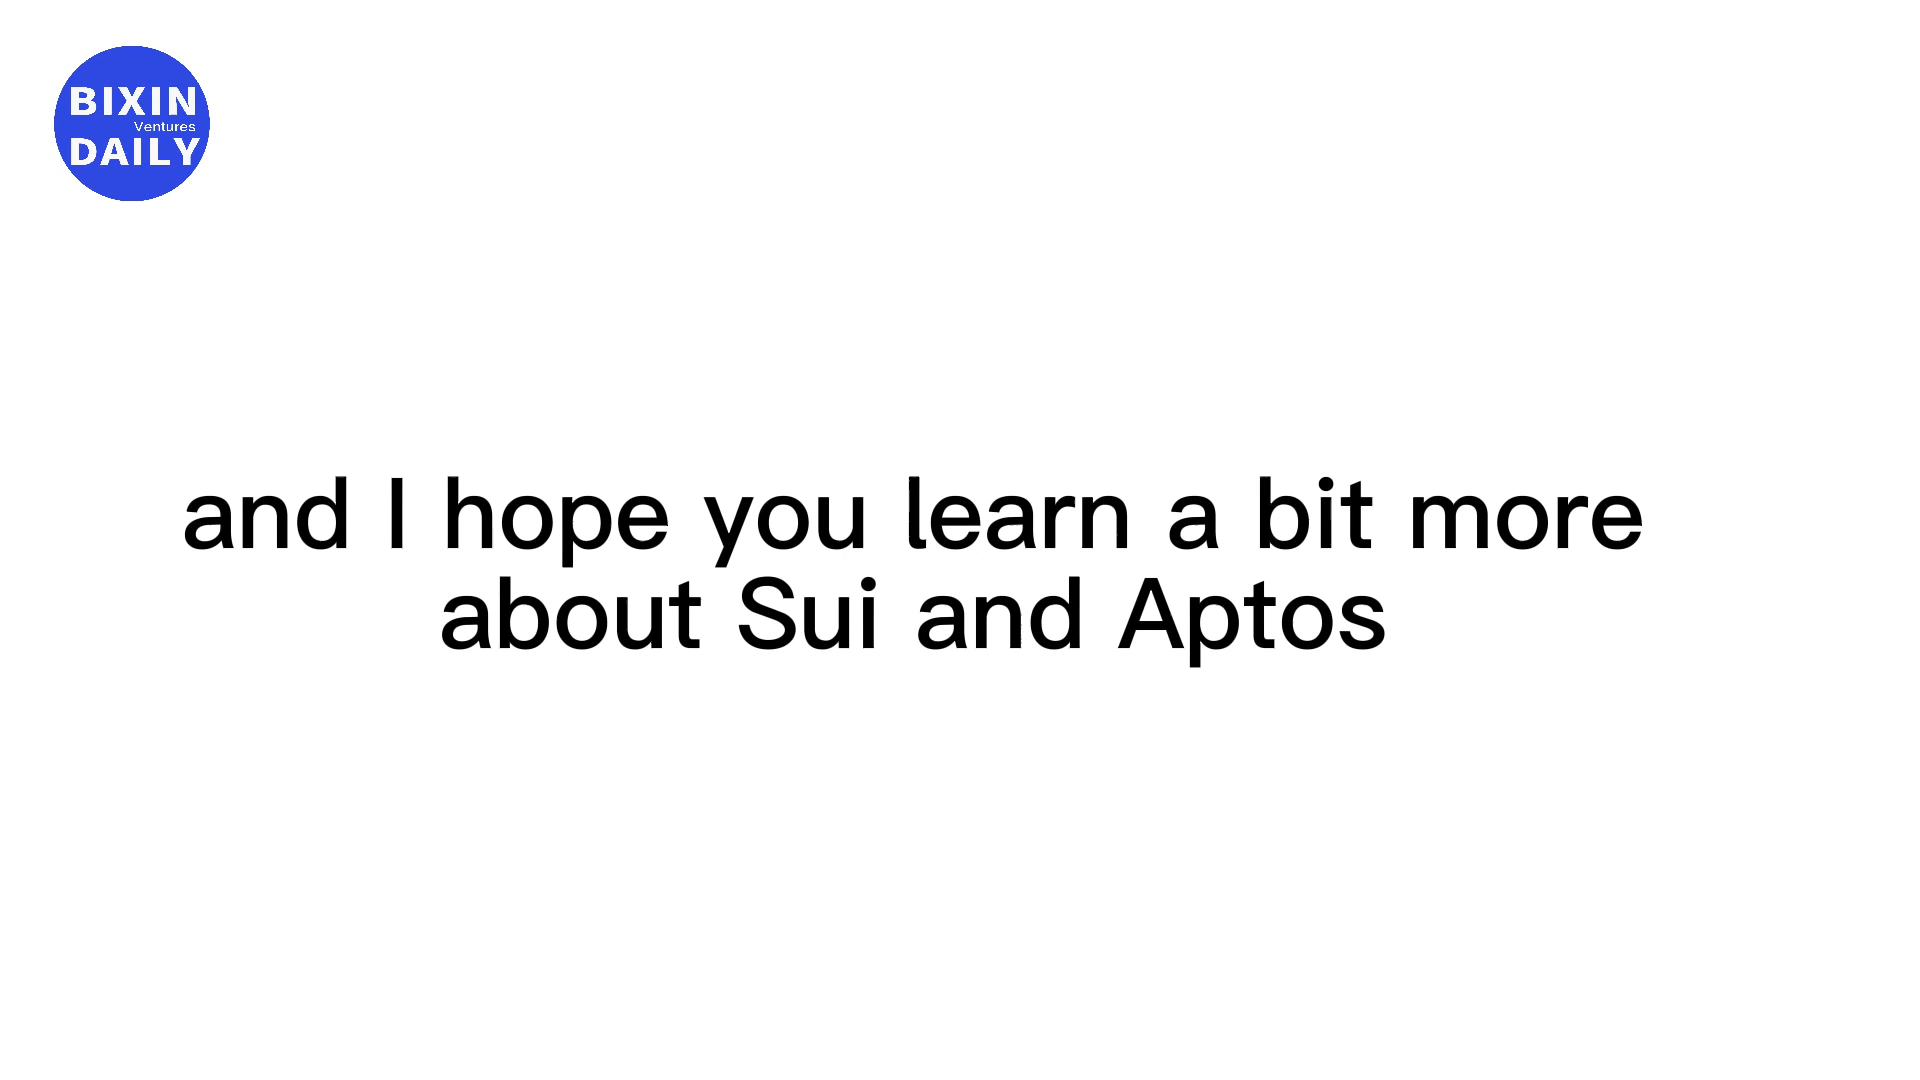 BIXIN
Ventures
DAILY
and I hope you learn a bit more
about Sui and Aptos